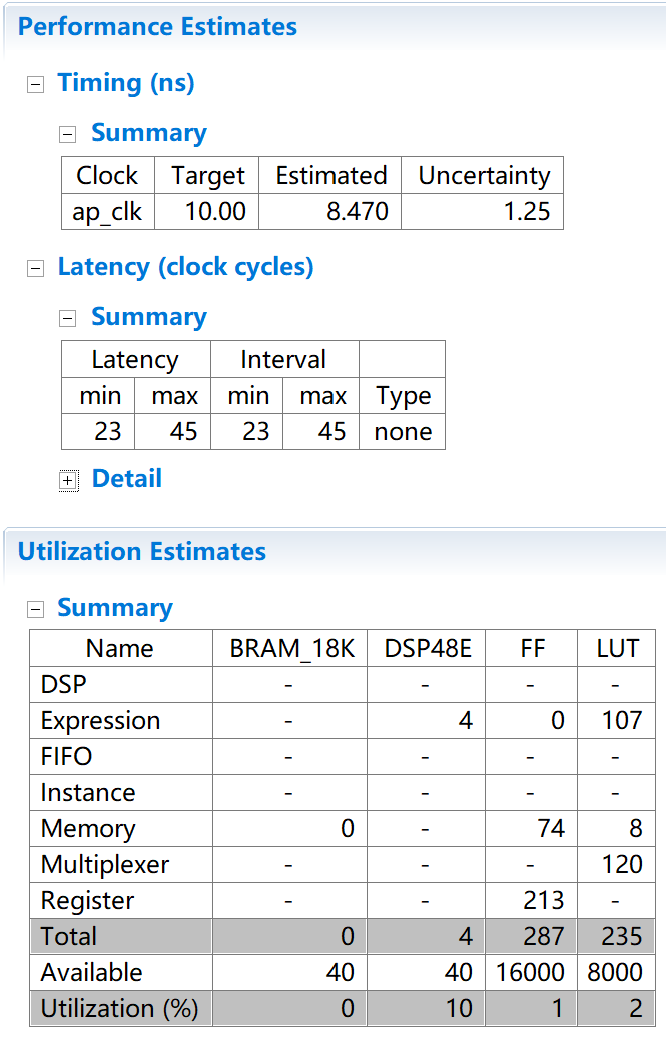 Performance Estimates
Timing (ns)
Summary
Clock Target Estimated Uncertainty
ap_clk 10.00 8.470 1.25
Latency (clock cycles)
Summary
Latency Interval
min max min max Type
23 45 23 45 none
Detail
Utilization Estimates
Summary
Name BRAM_18K DSP48E FF LUT
DSP - - - -
Expression - 4 0 107
FIFO - - - -
Instance - - - -
Memory 0 - 74 8
Multiplexer - - - 120
Register - - 213 -
Total 0 4 287 235
Available 40 40 16000 8000
Utilization (%) 0 10 1 2